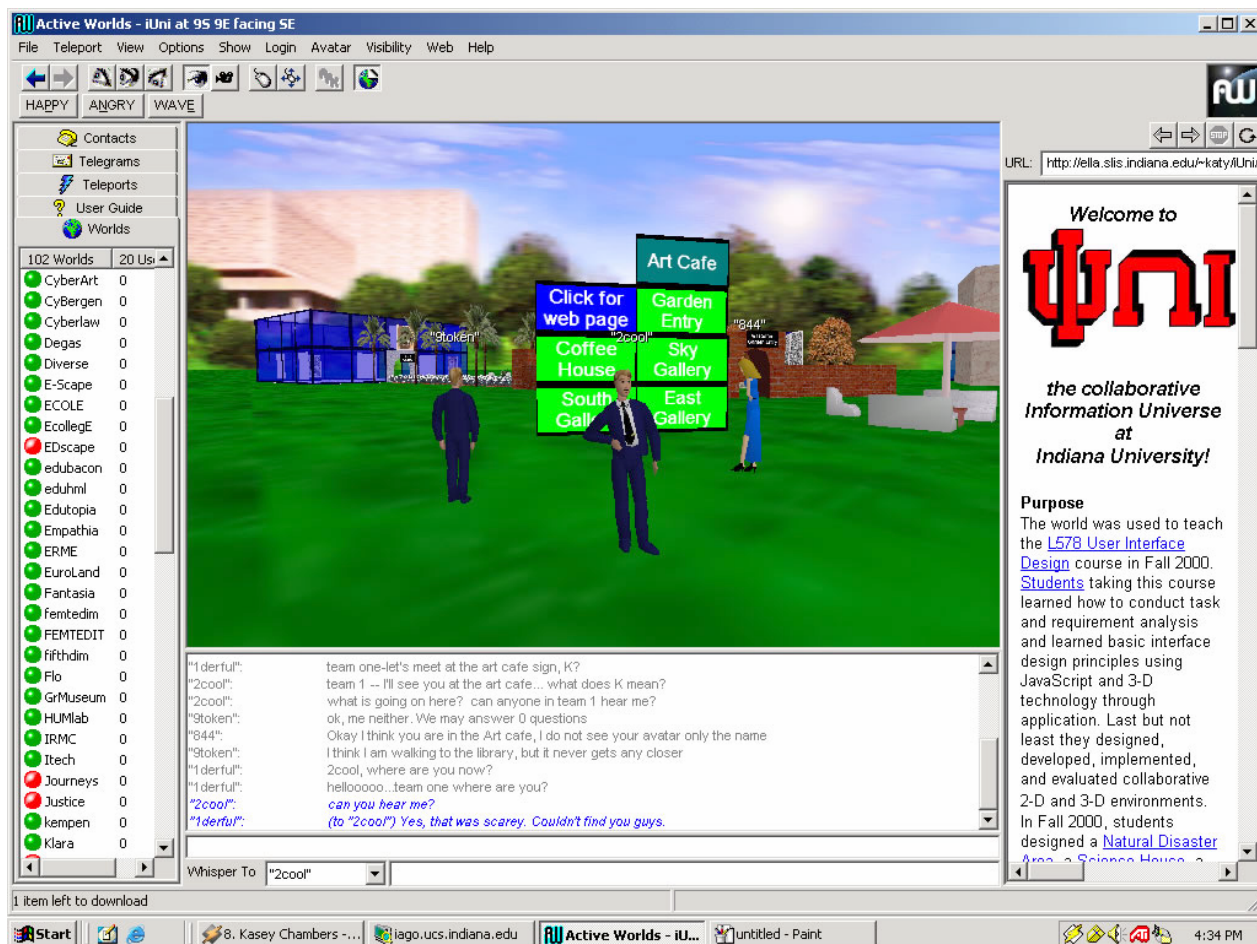 Active Worlds - iUni at 9S 9E facing SE
File Teleport View Options Show Login Avatar Visibility Web Help
HAPPY ANGRY WAVE
AW
Contacts
Telegrams
Teleports
User Guide
Worlds
102 Worlds 20 Us
CyberArt 0
CyBergen 0
Cyberlaw 0
Degas 0
Diverse 0
E-Scape 0
ECOLE 0
EcollegE 0
EDscape 0
edubacon 0
eduhml 0
Edutopia 0
Empathia 0
ERME 0
EuroLand 0
Fantasia 0
femtedim 0
FEMTEDIT 0
fifthdim 0
Flo 0
GrMuseum 0
HUMlab 0
IRMC 0
Itech 0
Journeys 0
Justice 0
kempen 0
Klara 0
Art Cafe
Click for
web page
Garden
Entry
"9token"
"2cool"
"844"
Coffee
House
Sky
Gallery
South
Gall
East
Gallery
"1derful": team one-let's meet at the art cafe sign, K?
"2cool": team 1 -- I'll see you at the art cafe... what does K mean?
"2cool": what is going on here? can anyone in team 1 hear me?
"9token": ok, me neither. We may answer 0 questions
"844": Okay I think you are in the Art cafe, I do not see your avatar only the name
"9token": I think I am walking to the library, but it never gets any closer
"1derful": 2cool, where are you now?
"1derful": hellooooo...team one where are you?
"2cool": can you hear me?
"1derful": (to "2cool") Yes, that was scarey. Couldn't find you guys.
Whisper To "2cool"
STOP
URL: http://ella.slis.indiana.edu/~katy/iUni/
Welcome to
iUNI
the collaborative
Information Universe
at
Indiana University!
Purpose
The world was used to teach
the L578 User Interface
Design course in Fall 2000.
Students taking this course
learned how to conduct task
and requirement analysis
and learned basic interface
design principles using
JavaScript and 3-D
technology through
application. Last but not
least they designed,
developed, implemented,
and evaluated collaborative
2-D and 3-D environments.
In Fall 2000, students
designed a Natural Disaster
Area, a Science House, a
1 item left to download
Start 8. Kasey Chambers -... iago.ucs.indiana.edu Active Worlds - iU... untitled - Paint 4:34 PM